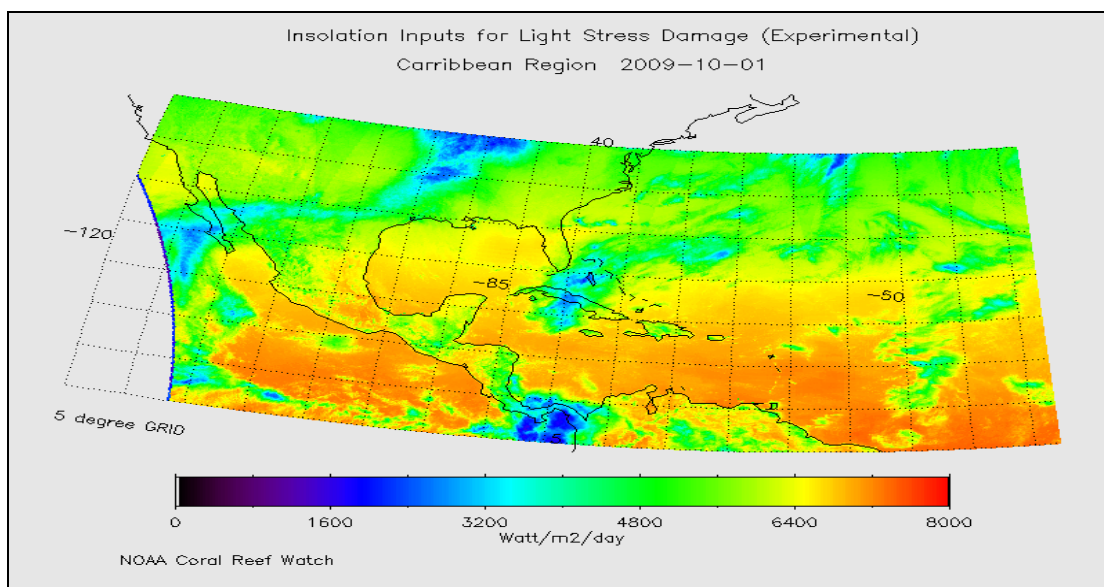 Insolation Inputs for Light Stress Damage (Experimental)
Carribbean Region 2009-10-01
40
-120
-85
-50
5
5 degree GRID
0 1600 3200 4800 6400 8000
Watt/m2/day
NOAA Coral Reef Watch